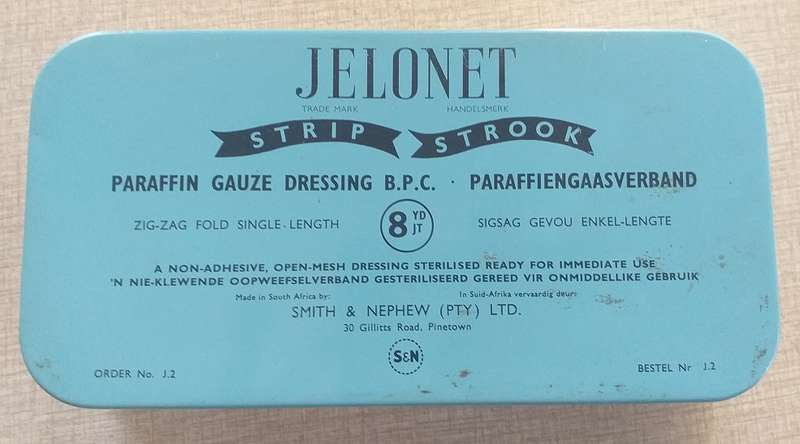 JELONET
TRADE MARK HANDELSMERK
STRIP STROOK
PARAFFIN GAUZE DRESSING B.P.C. · PARAFFIENGAASVERBAND
ZIG-ZAG FOLD SINGLE-LENGTH 8 YD JT SIGSAG GEVOU ENKEL-LENGTE
A NON-ADHESIVE, OPEN-MESH DRESSING STERILISED READY FOR IMMEDIATE USE
'N NIE-KLEWENDE OOPWEEFSELVERBAND GESTERILISEERD GEREED VIR ONMIDDELLIKE GEBRUIK
Made in South Africa by: In Suid-Afrika vervaardig deur:
SMITH & NEPHEW (PTY) LTD.
30 Gillitts Road, Pinetown
S&N
ORDER No. J.2 BESTEL Nr J.2